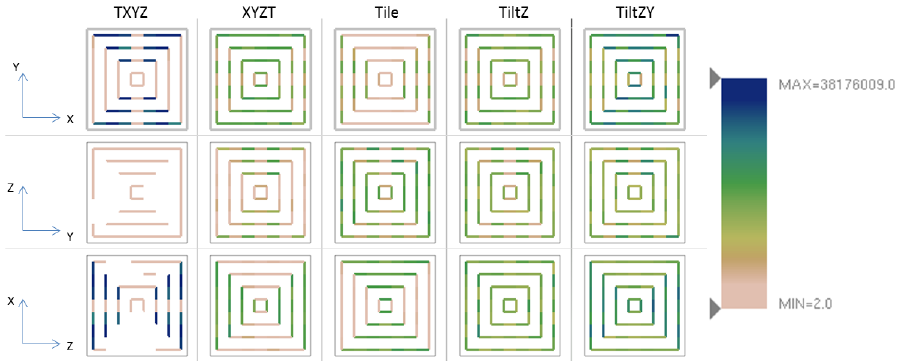 TXYZ XYZT Tile TiltZ TiltZY
Y
X
MAX=38176009.0
Z
Y
X
Z
MIN=2.0